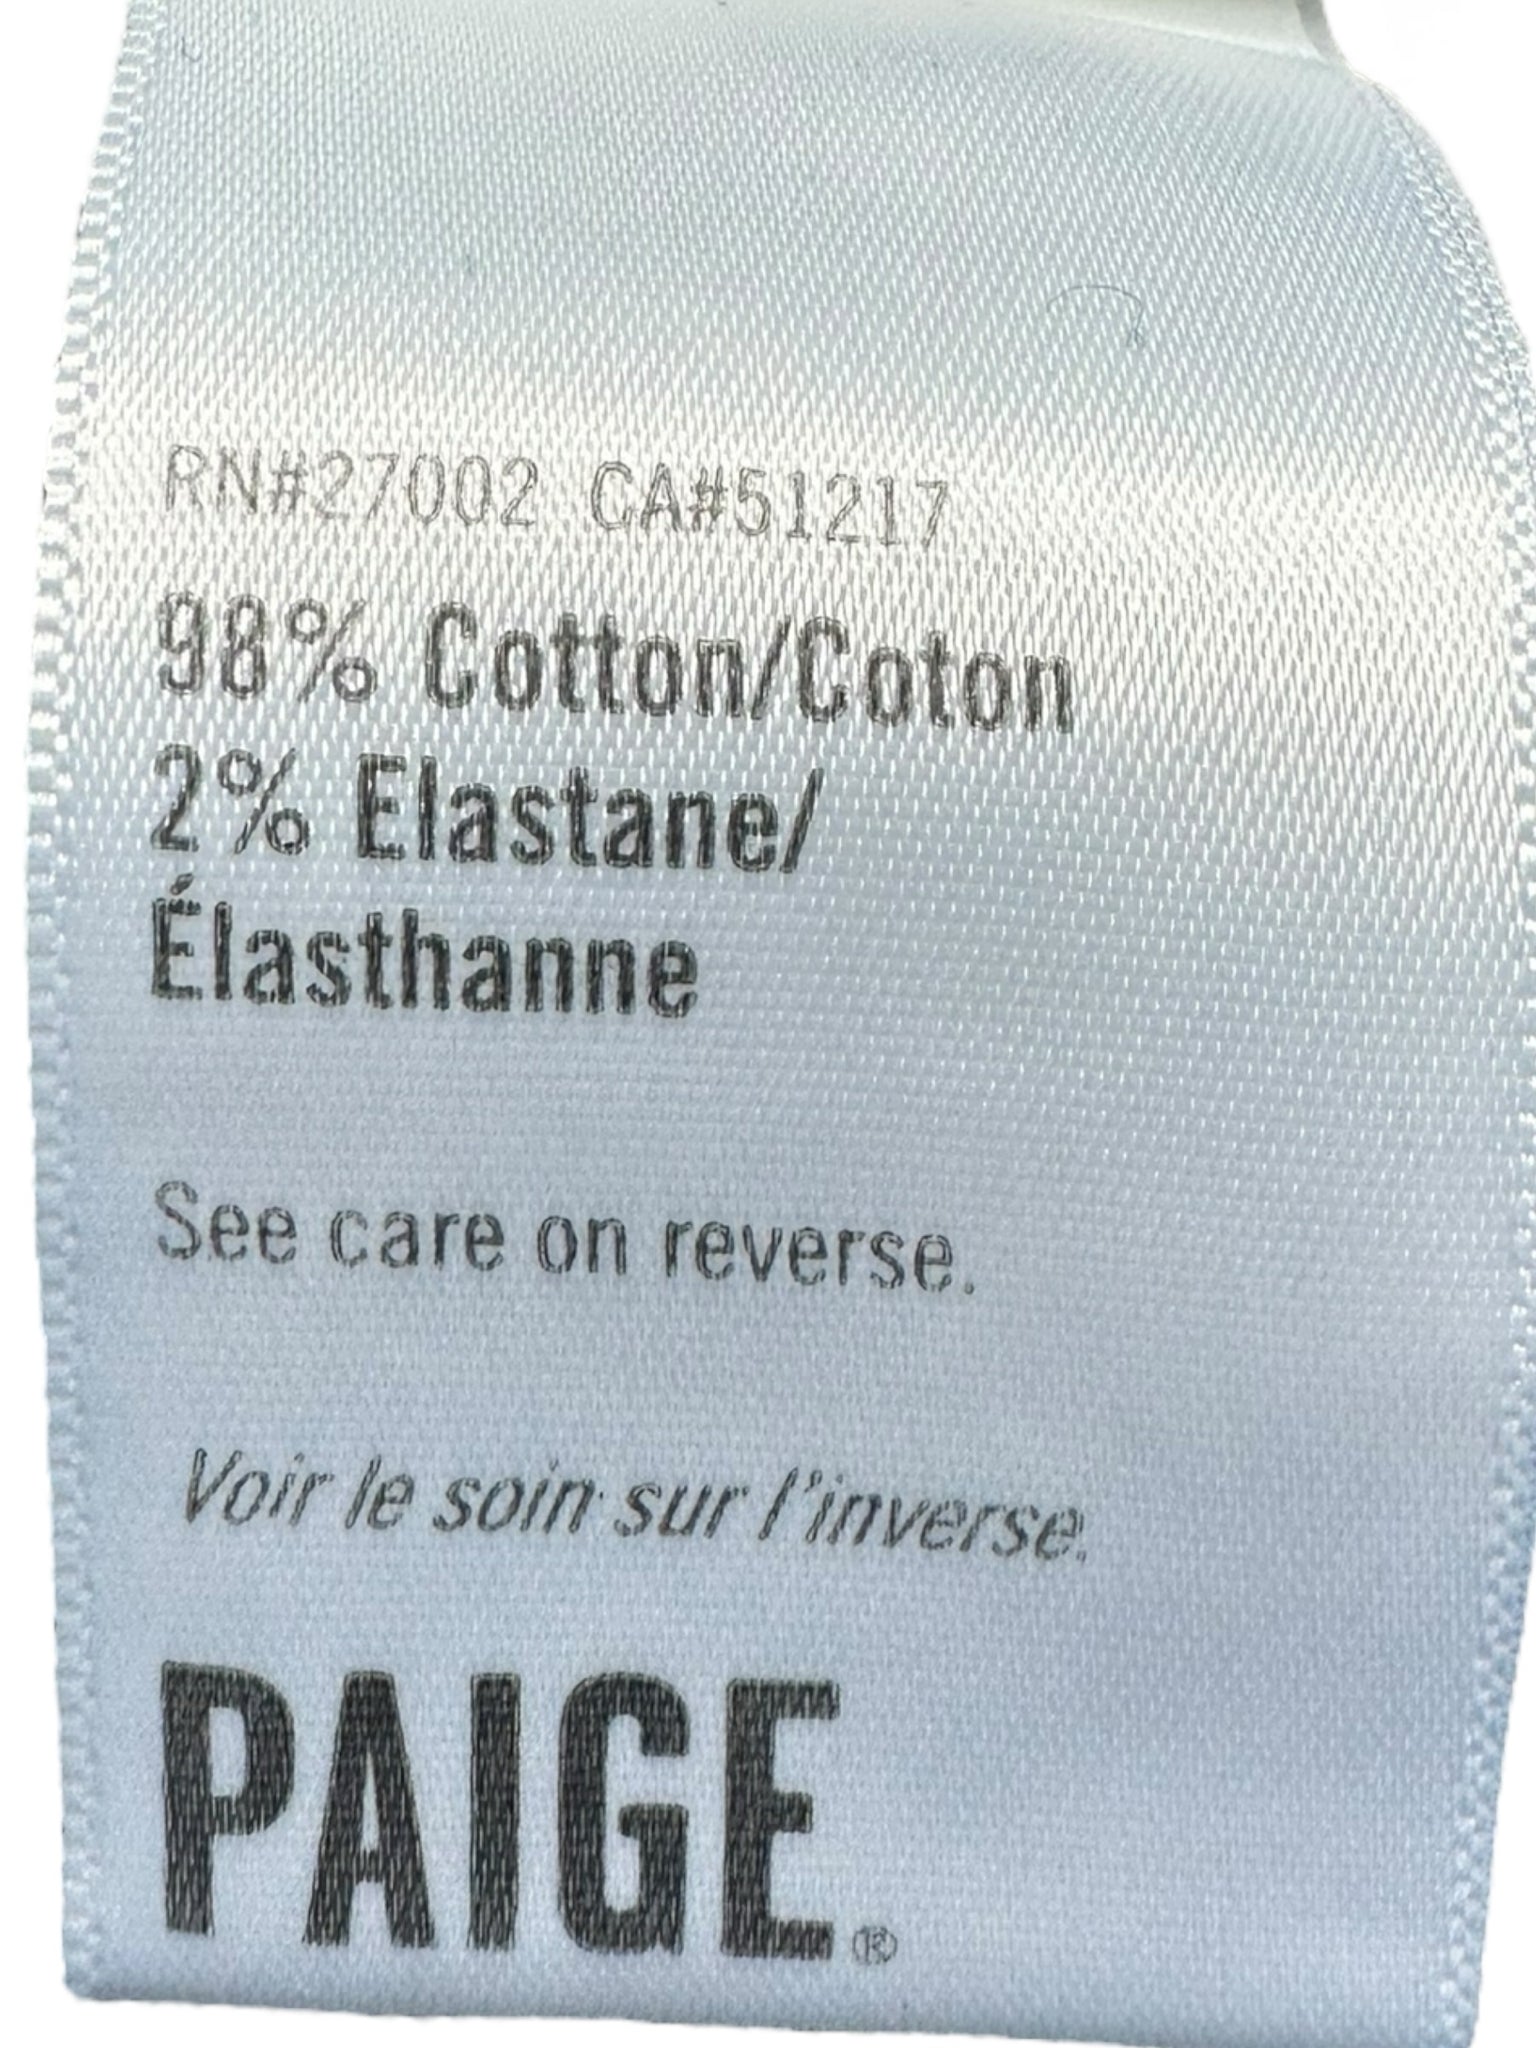 RN#27002 CA#51217
98% Cotton/Coton
2% Elastane/
Élasthanne
See care on reverse.
Voir le soin sur l'inverse.
PAIGE®